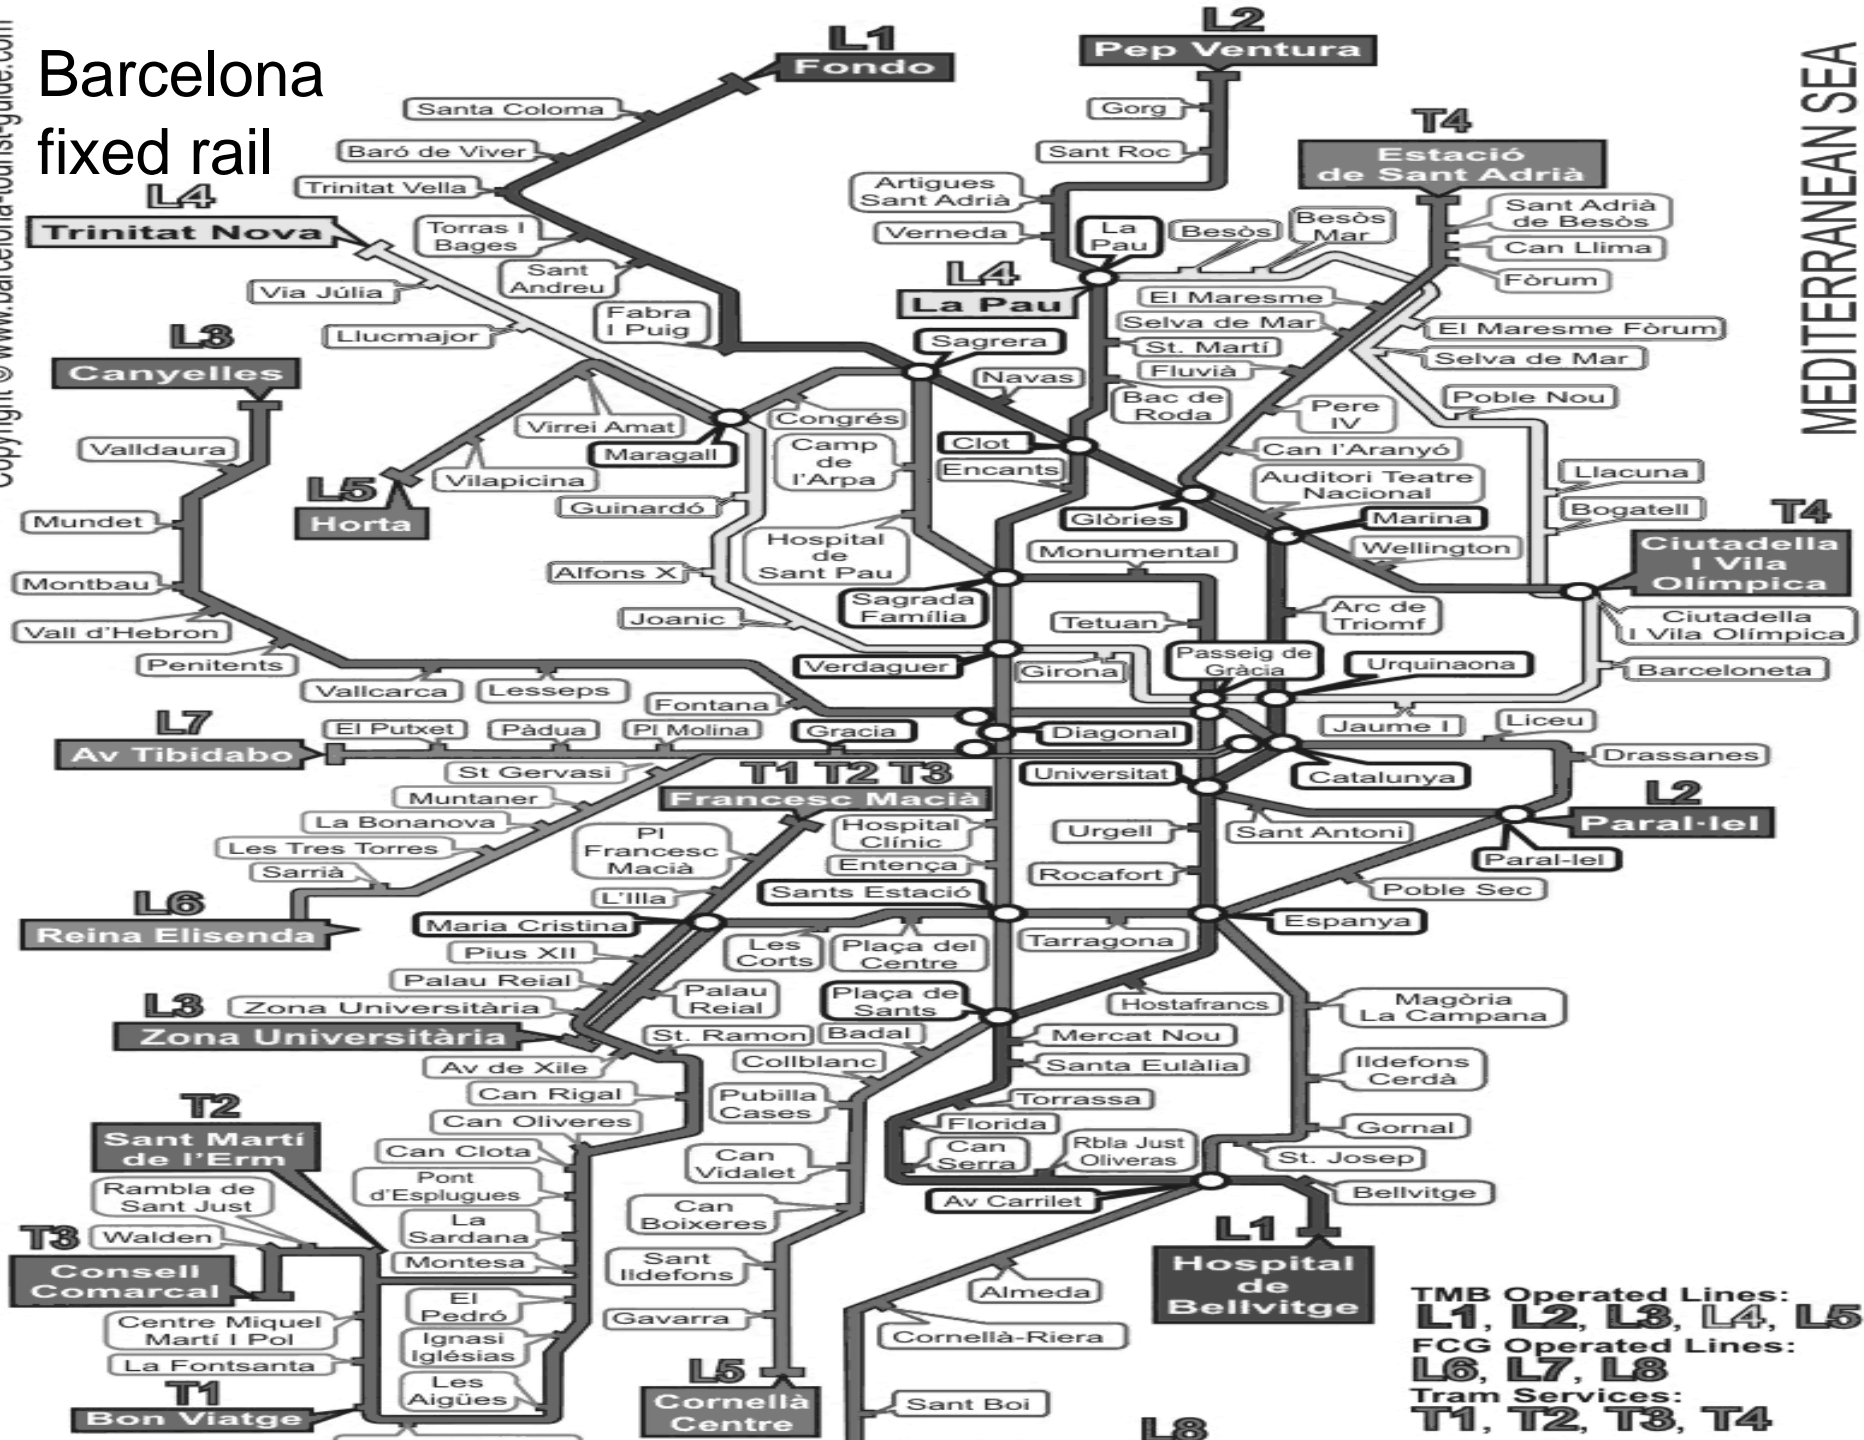 Barcelona
fixed rail
Copyright © www.barcelona-tourist-guide.com
MEDITERRANEAN SEA
L1
Fondo
L2
Pep Ventura
Santa Coloma
Gorg
T4
Estació
de Sant Adrià
Baró de Viver
Sant Roc
Trinitat Vella
Artigues
Sant Adrià
Sant Adrià
de Besòs
L4
Trinitat Nova
Torras I
Bages
Verneda
La
Pau
Besòs
Besòs
Mar
Can Llima
Sant
Andreu
L4
La Pau
Fòrum
Via Júlia
El Maresme
Llucmajor
Fabra
I Puig
Selva de Mar
El Maresme Fòrum
L3
Canyelles
Sagrera
St. Martí
Selva de Mar
Navas
Fluvià
Virrei Amat
Congrés
Bac de
Roda
Pere
IV
Poble Nou
Valldaura
Maragall
Camp
de
l'Arpa
Clot
Can l'Aranyó
Vilapicina
Encants
Auditori Teatre
Nacional
Llacuna
L5
Horta
Guinardó
Glòries
Marina
Bogatell
T4
Ciutadella
I Vila
Olímpica
Mundet
Hospital
de
Sant Pau
Monumental
Wellington
Montbau
Alfons X
Sagrada
Família
Arc de
Triomf
Ciutadella
I Vila Olímpica
Vall d'Hebron
Joanic
Tetuan
Penitents
Verdaguer
Girona
Passeig de
Gràcia
Urquinaona
Barceloneta
Vallcarca
Lesseps
Fontana
L7
Av Tibidabo
El Putxet
Pàdua
Pl Molina
Gracia
Diagonal
Jaume I
Liceu
Drassanes
St Gervasi
T1 T2 T3
Francesc Macià
Universitat
Catalunya
Muntaner
L2
Paral·lel
La Bonanova
Pl
Francesc
Macià
Hospital
Clínic
Urgell
Sant Antoni
Les Tres Torres
Entença
Paral-lel
Sarrià
L'Illa
Sants Estació
Rocafort
Poble Sec
L6
Reina Elisenda
Maria Cristina
Espanya
Pius XII
Les
Corts
Plaça del
Centre
Tarragona
Palau Reial
Palau
Reial
Plaça de
Sants
Hostafrancs
Magòria
La Campana
L3
Zona Universitària
Zona Universitària
St. Ramon
Badal
Mercat Nou
Av de Xile
Collblanc
Santa Eulàlia
Ildefons
Cerdà
Can Rigal
Pubilla
Cases
Torrassa
T2
Sant Martí
de l'Erm
Can Oliveres
Florida
Gornal
Can Clota
Can
Vidalet
Can
Serra
Rbla Just
Oliveras
St. Josep
Pont
d'Esplugues
Rambla de
Sant Just
Av Carrilet
Bellvitge
La
Sardana
Can
Boixeres
L1
Hospital
de
Bellvitge
T3
Consell
Comarcal
Walden
Montesa
Sant
Ildefons
El
Pedró
Almeda
Centre Miquel
Martí I Pol
Gavarra
Ignasi
Iglésias
Cornellà-Riera
La Fontsanta
T1
Bon Viatge
Les
Aigües
L5
Cornellà
Centre
Sant Boi
L8
TMB Operated Lines:
L1, L2, L3, L4, L5
FCG Operated Lines:
L6, L7, L8
Tram Services:
T1, T2, T3, T4